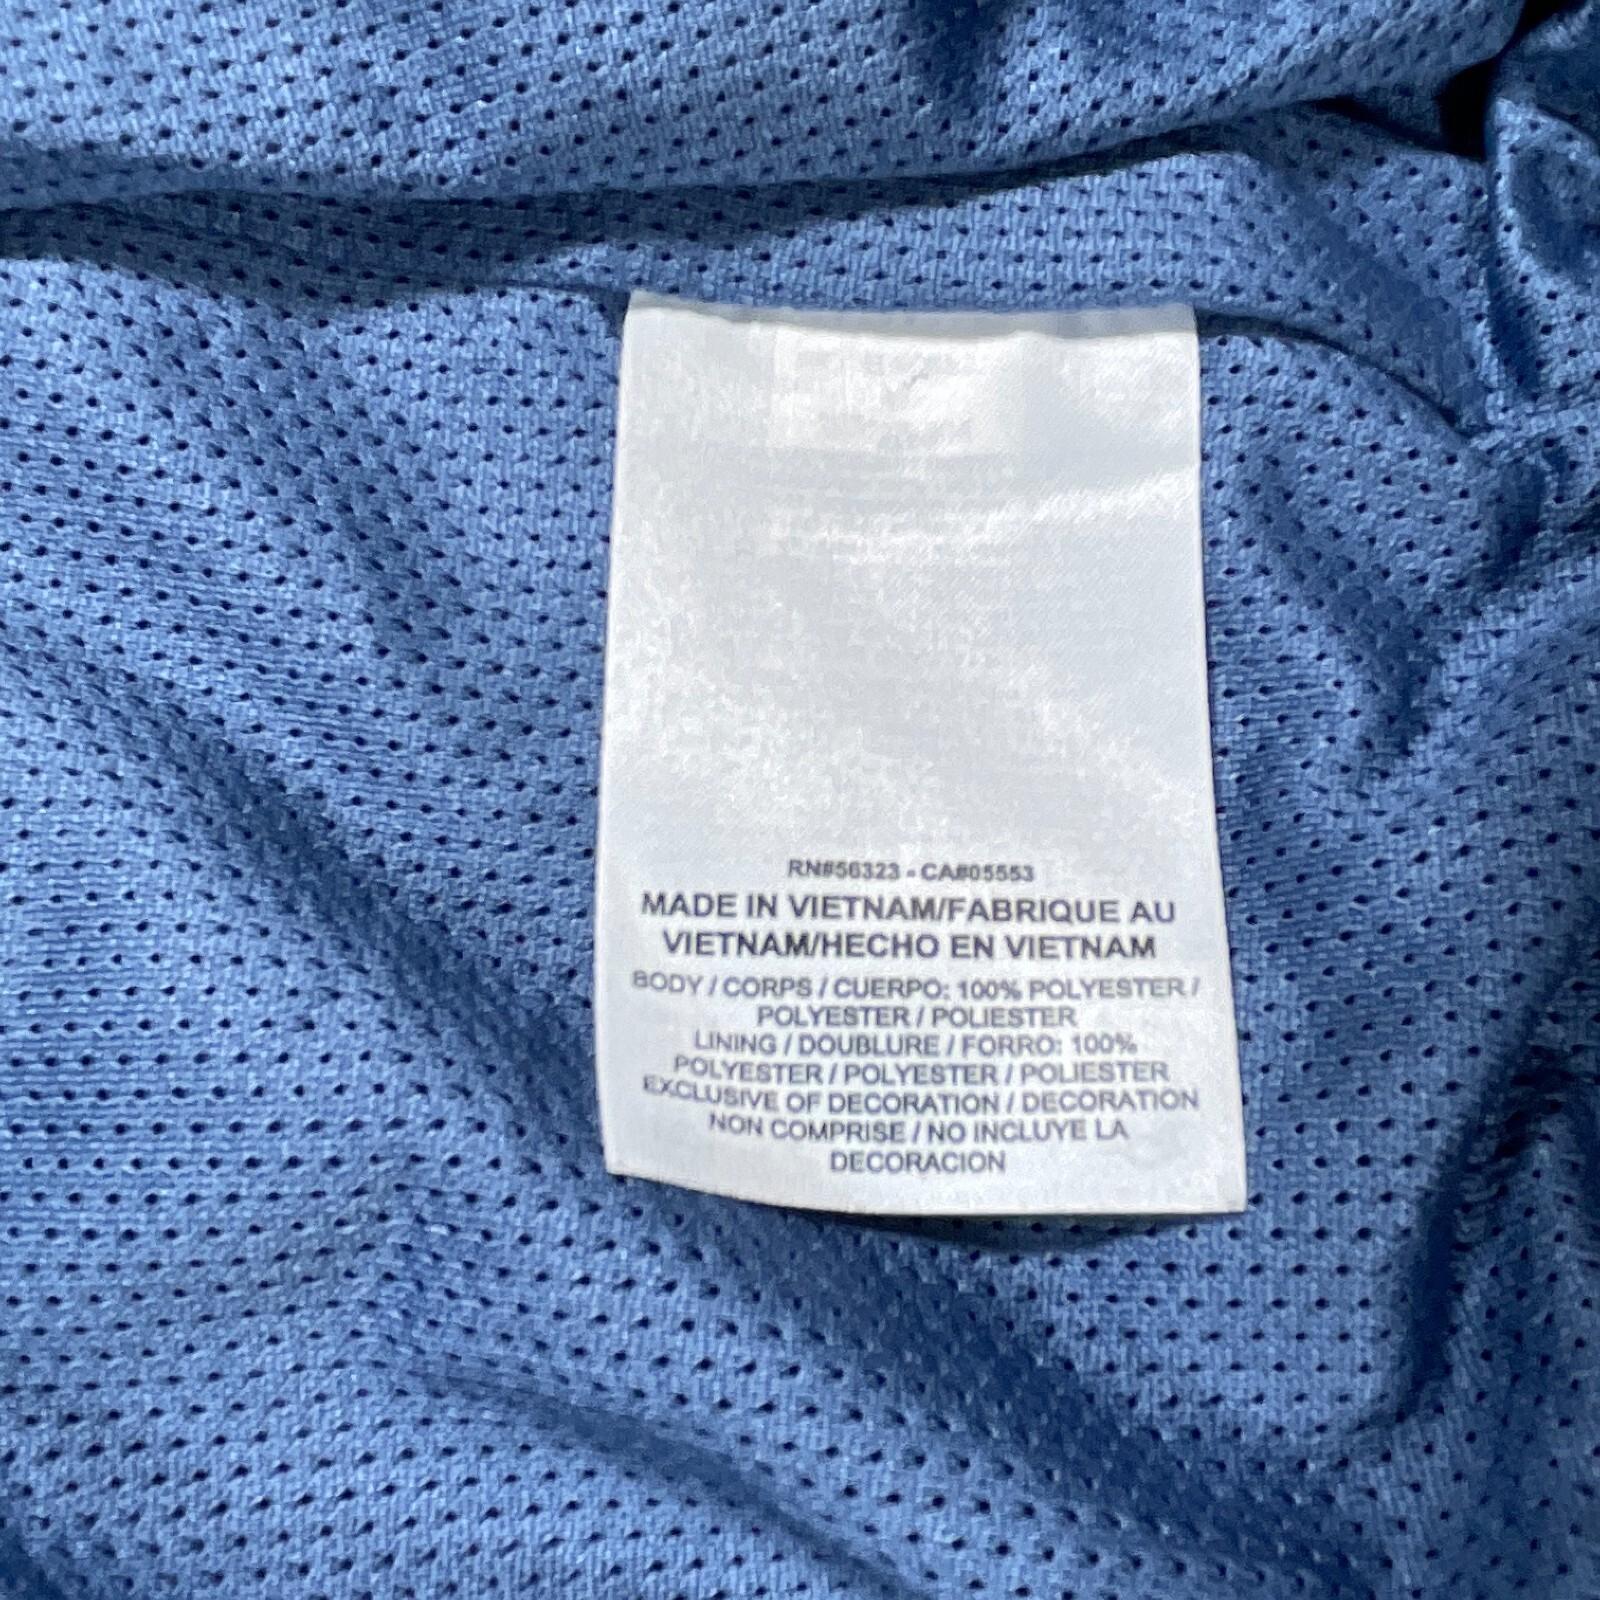 RN#56323 - CA#05553
MADE IN VIETNAM/FABRIQUE AU
VIETNAM/HECHO EN VIETNAM
BODY / CORPS / CUERPO: 100% POLYESTER /
POLYESTER / POLIESTER
LINING / DOUBLURE / FORRO: 100%
POLYESTER / POLYESTER / POLIESTER
EXCLUSIVE OF DECORATION / DECORATION
NON COMPRISE / NO INCLUYE LA
DECORACION